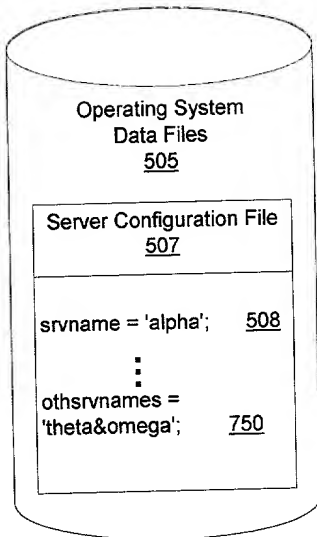 Operating System
Data Files
505
Server Configuration File
507
srvname = 'alpha'; 508
othsrvnames =
'theta&omega'; 750